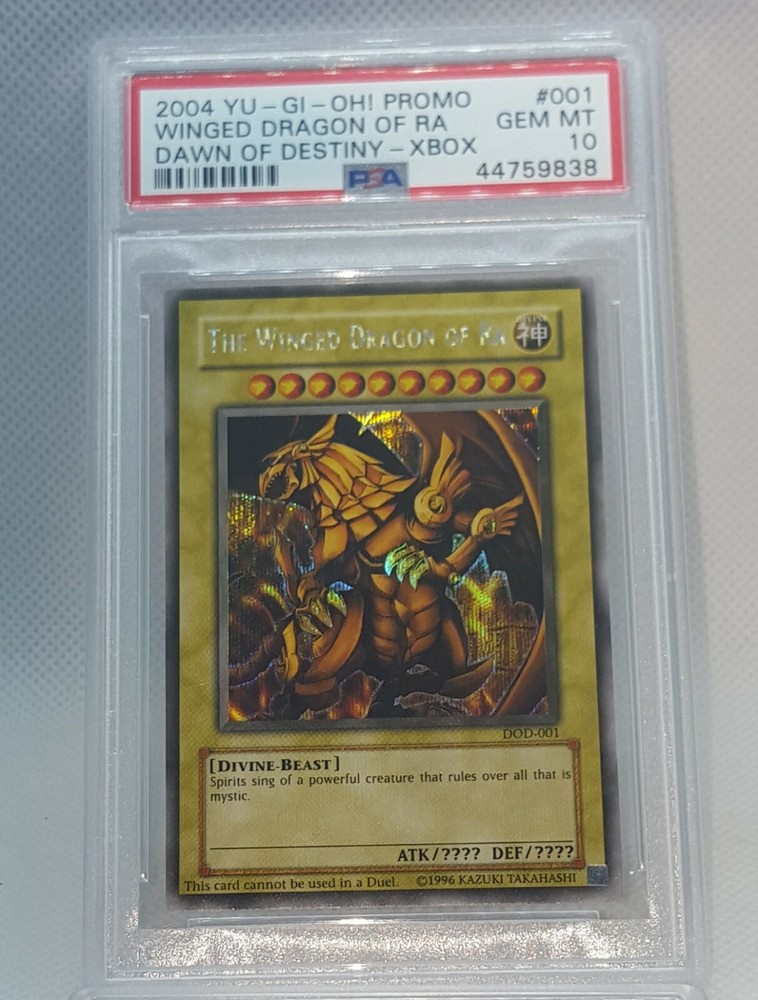 2004 YU-GI-OH! PROMO #001
WINGED DRAGON OF RA GEM MT
DAWN OF DESTINY-XBOX 10
PSA 44759838
THE WINGED DRAGON OF RA 神
DOD-001
[DIVINE-BEAST]
Spirits sing of a powerful creature that rules over all that is
mystic.
ATK/???? DEF/????
This card cannot be used in a Duel. ©1996 KAZUKI TAKAHASHI